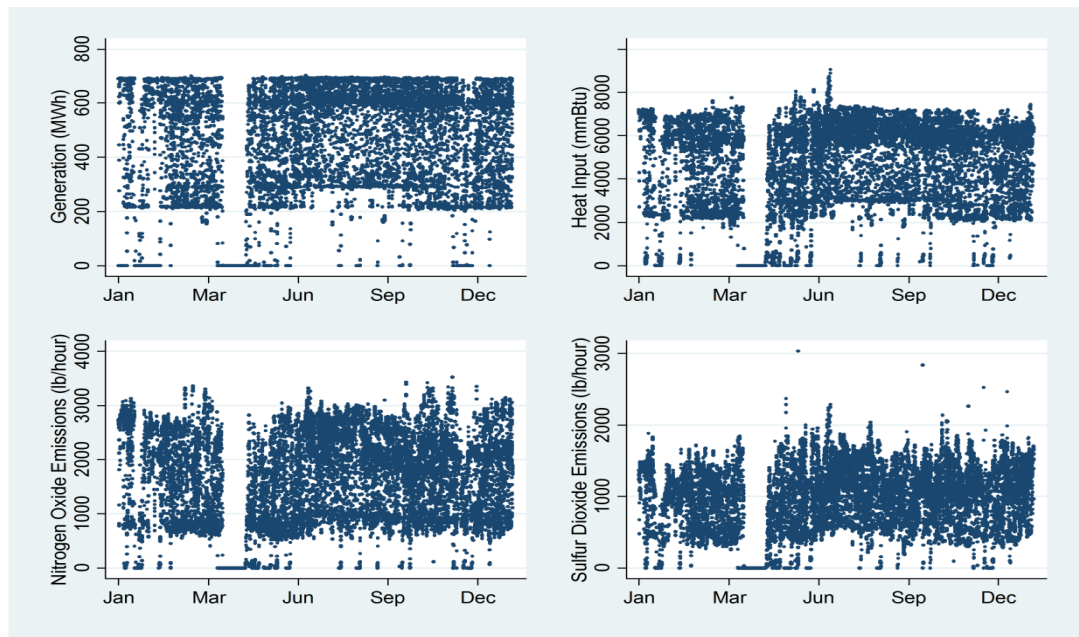 Generation (MWh)
800
600
400
200
0
Jan Mar Jun Sep Dec
Heat Input (mmBtu)
8000
6000
4000
2000
0
Jan Mar Jun Sep Dec
Nitrogen Oxide Emissions (lb/hour)
4000
3000
2000
1000
0
Jan Mar Jun Sep Dec
Sulfur Dioxide Emissions (lb/hour)
3000
2000
1000
0
Jan Mar Jun Sep Dec